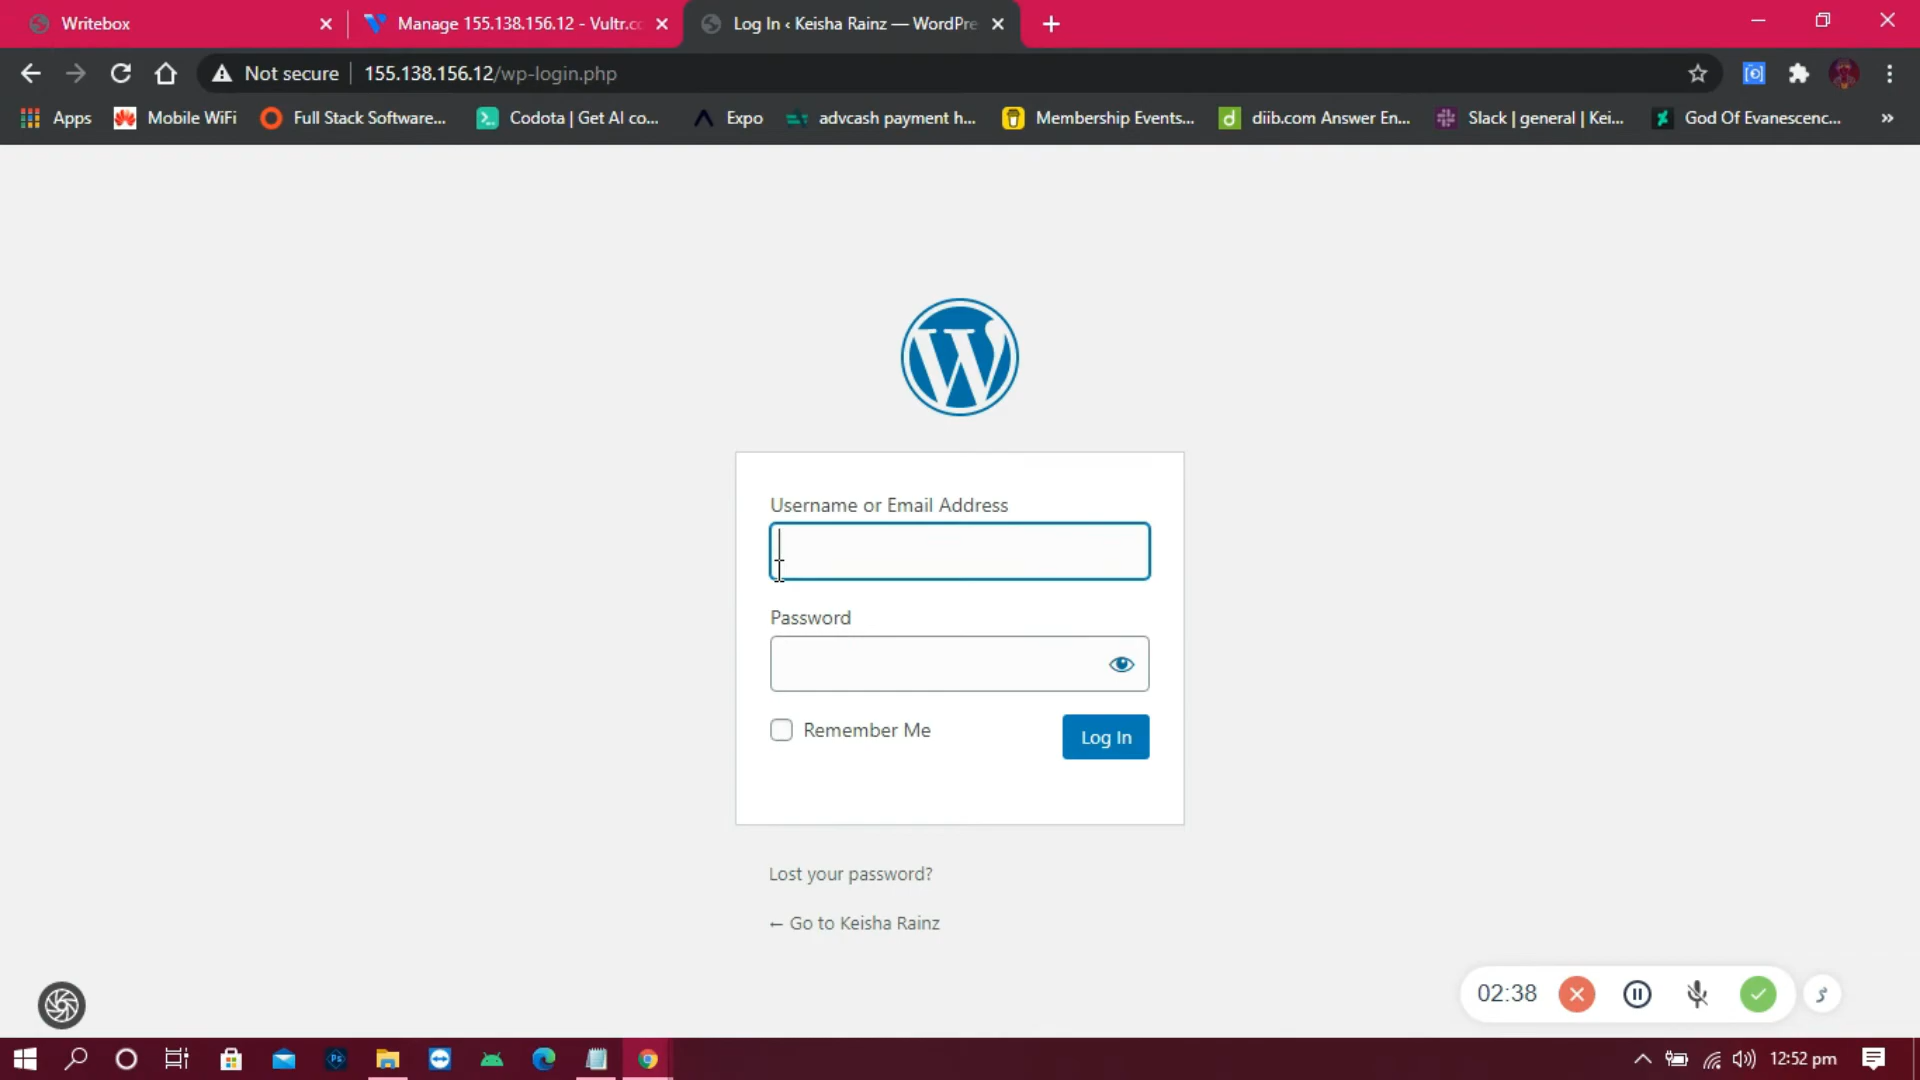 Writebox
Manage 155.138.156.12 - Vultr.c
Log In ‹ Keisha Rainz — WordPre
Not secure
155.138.156.12/wp-login.php
Apps
Mobile WiFi
Full Stack Software...
Codota | Get AI co...
Expo
advcash payment h...
Membership Events...
diib.com Answer En...
Slack | general | Kei...
God Of Evanescenc...
»
Username or Email Address
Password
Remember Me
Log In
Lost your password?
← Go to Keisha Rainz
02:38
12:52 pm